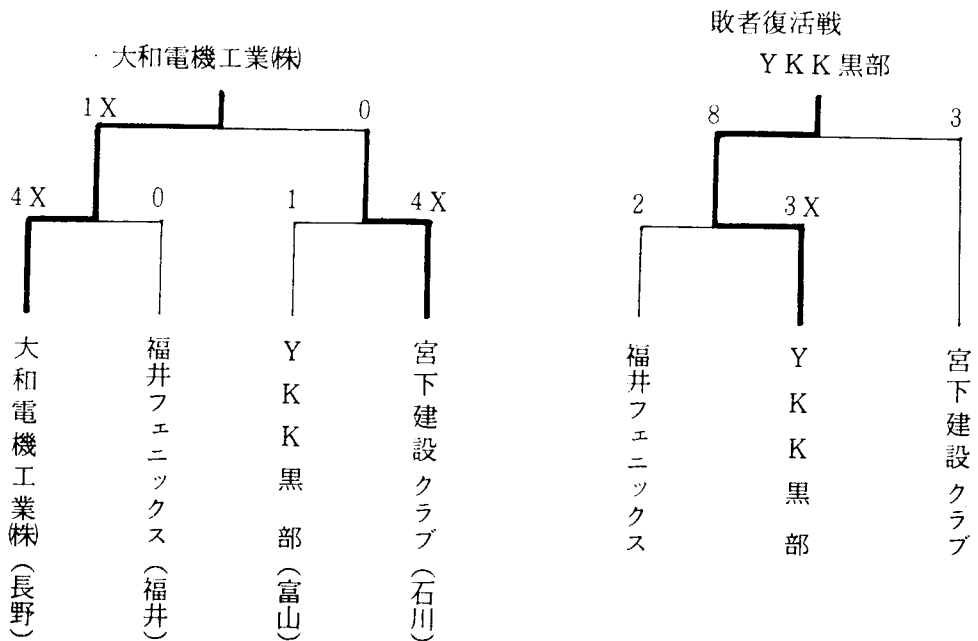 大和電機工業㈱
1X 0
4X 0 1 4X
大和電機工業㈱(長野)
福井フェニックス(福井)
YKK黒部(富山)
宮下建設クラブ(石川)
敗者復活戦
YKK黒部
8 3
2 3X
福井フェニックス
YKK黒部
宮下建設クラブ